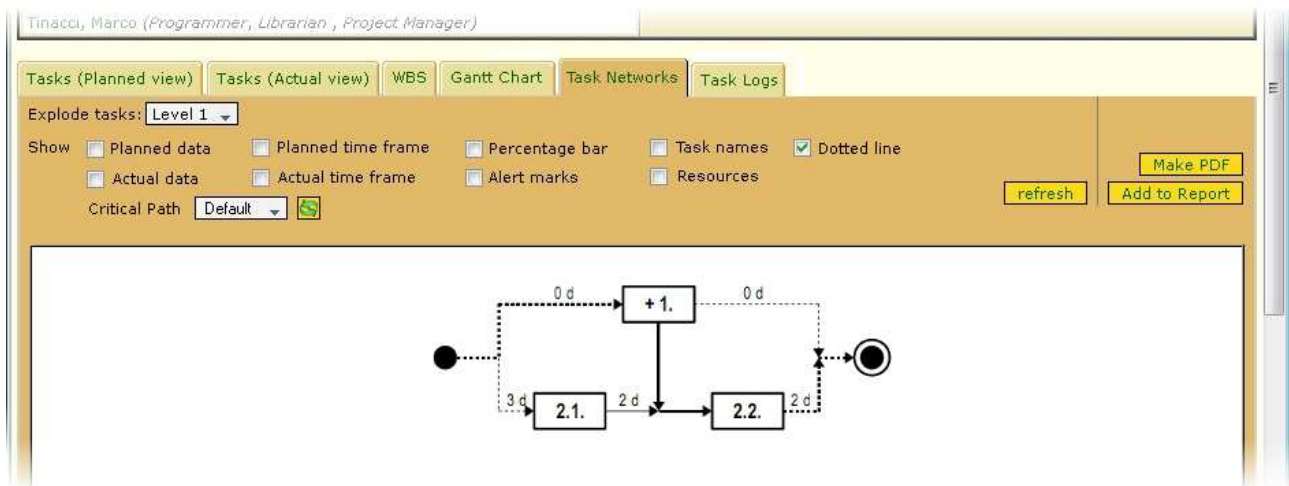 Tinacci, Marco (Programmer, Librarian , Project Manager)
Tasks (Planned view) Tasks (Actual view) WBS Gantt Chart Task Networks Task Logs
Explode tasks: Level 1
Show Planned data Planned time frame Percentage bar Task names Dotted line
Actual data Actual time frame Alert marks Resources
Make PDF
Critical Path Default refresh Add to Report
0 d + 1. 0 d
3 d 2.1. 2 d 2.2. 2 d